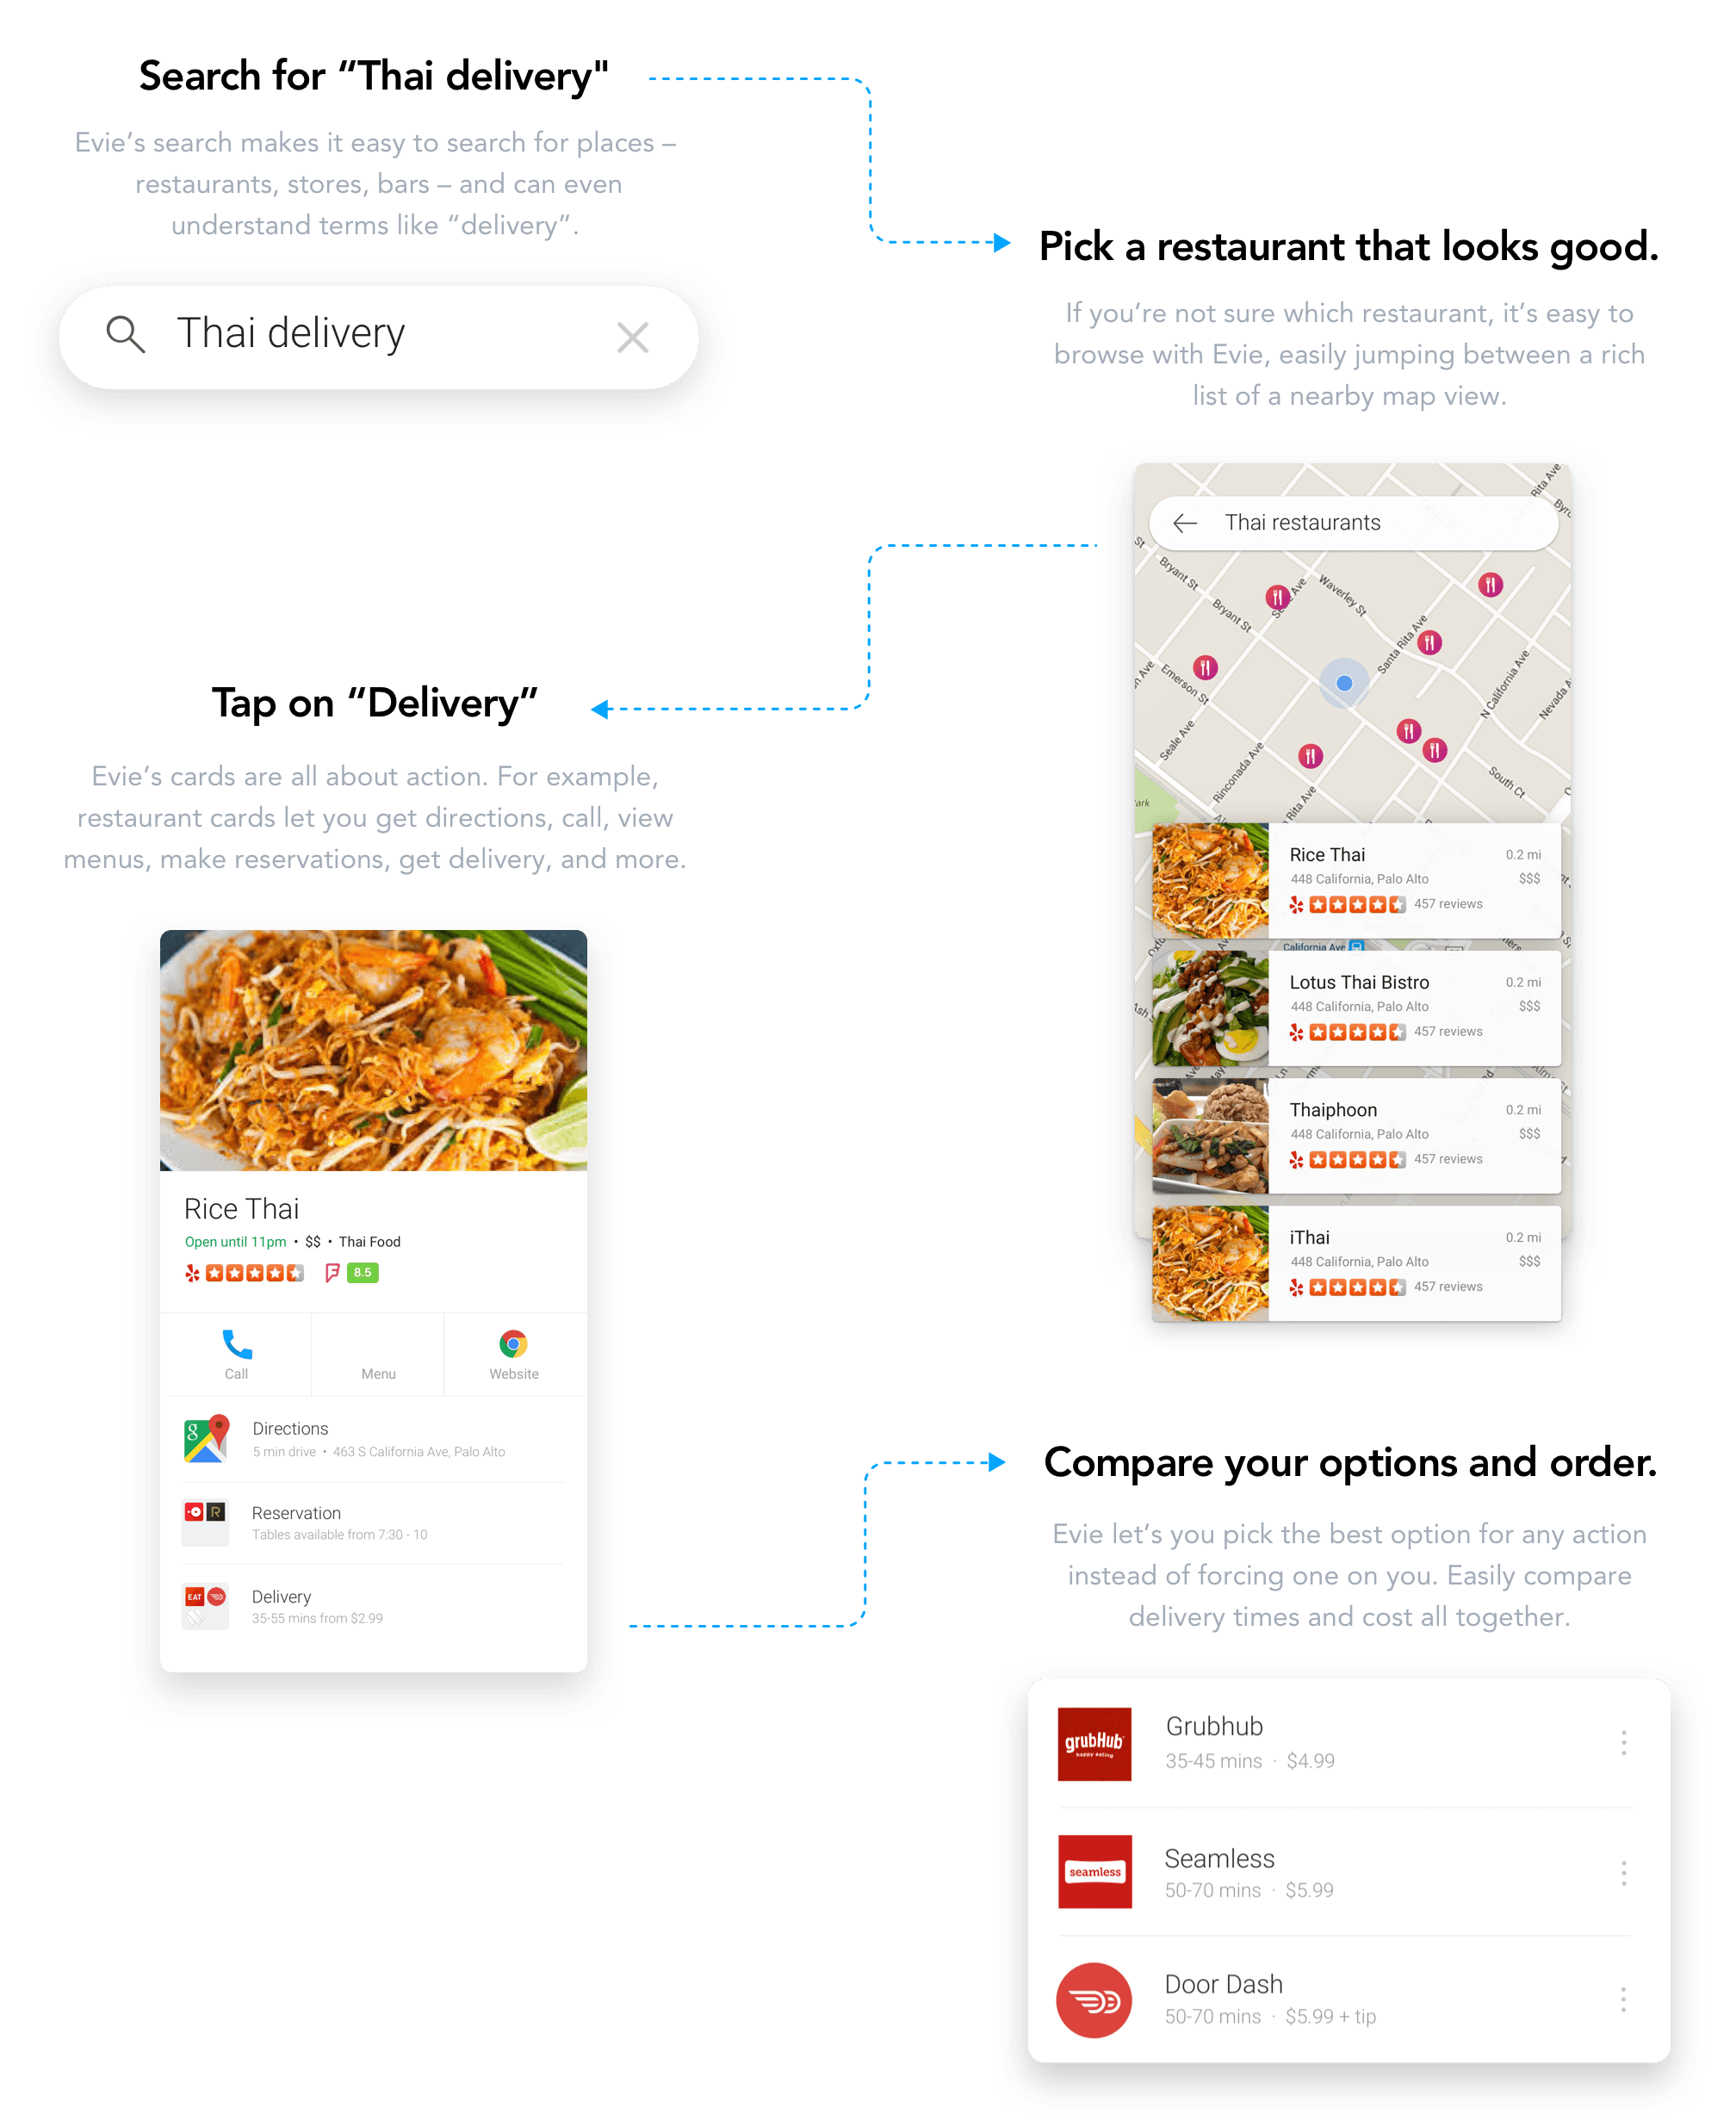 Search for “Thai delivery"
Evie’s search makes it easy to search for places –
restaurants, stores, bars – and can even
understand terms like “delivery”.
Thai delivery
Pick a restaurant that looks good.
If you’re not sure which restaurant, it’s easy to
browse with Evie, easily jumping between a rich
list of a nearby map view.
Thai restaurants
Rita Ave
St
Bryant St
Bryant St
Waverley St
Santa Rita Ave
Emerson St
N California Ave
Seale Ave
Rinconada Ave
South Ct
Rita Ave
Rice Thai
0.2 mi
448 California, Palo Alto
$$$
457 reviews
California Ave
Lotus Thai Bistro
0.2 mi
448 California, Palo Alto
$$$
457 reviews
Thaiphoon
0.2 mi
448 California, Palo Alto
$$$
457 reviews
iThai
0.2 mi
448 California, Palo Alto
$$$
457 reviews
Tap on “Delivery”
Evie’s cards are all about action. For example,
restaurant cards let you get directions, call, view
menus, make reservations, get delivery, and more.
Rice Thai
Open until 11pm • $$ • Thai Food
8.5
Call
Menu
Website
g
Directions
5 min drive • 463 S California Ave, Palo Alto
R
Reservation
Tables available from 7:30 - 10
EAT
Delivery
35-55 mins from $2.99
Compare your options and order.
Evie let’s you pick the best option for any action
instead of forcing one on you. Easily compare
delivery times and cost all together.
grubHub
happy eating
Grubhub
35-45 mins · $4.99
seamless
Seamless
50-70 mins · $5.99
Door Dash
50-70 mins · $5.99 + tip